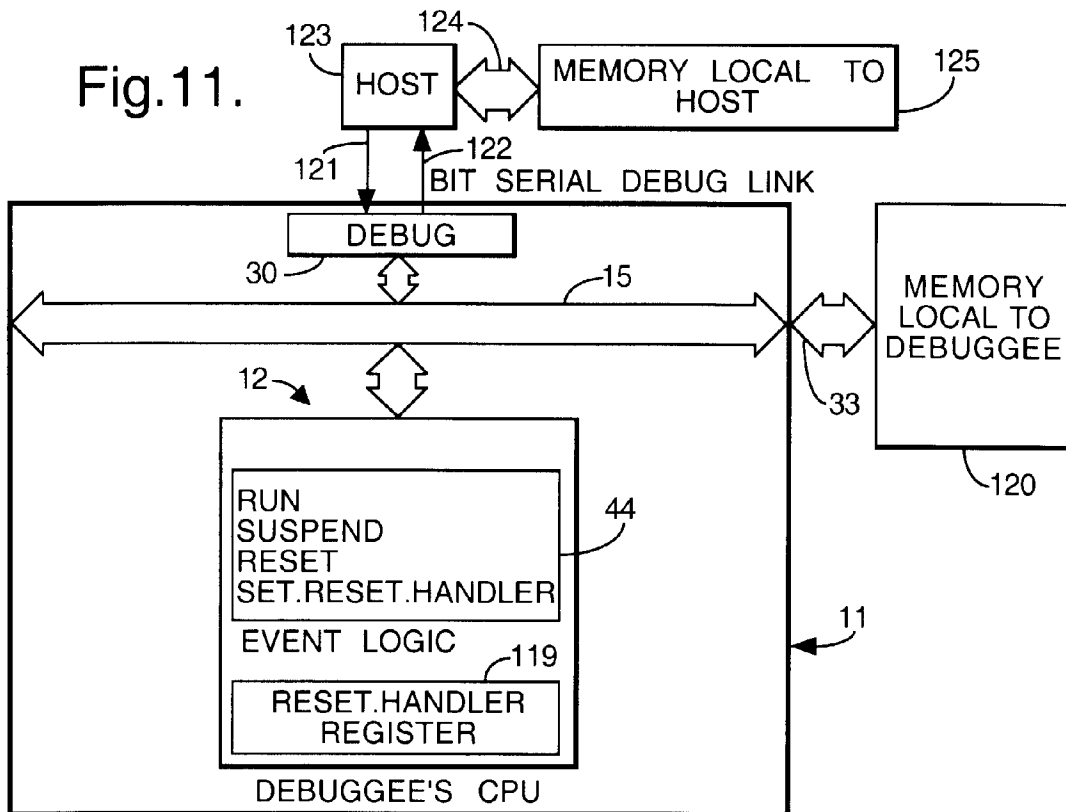 Fig.11.
123
HOST
124
MEMORY LOCAL TO
HOST
125
121
122
BIT SERIAL DEBUG LINK
DEBUG
30
15
MEMORY
LOCAL TO
DEBUGGEE
33
120
12
RUN
SUSPEND
RESET
SET.RESET.HANDLER
44
EVENT LOGIC
119
11
RESET.HANDLER
REGISTER
DEBUGGEE'S CPU